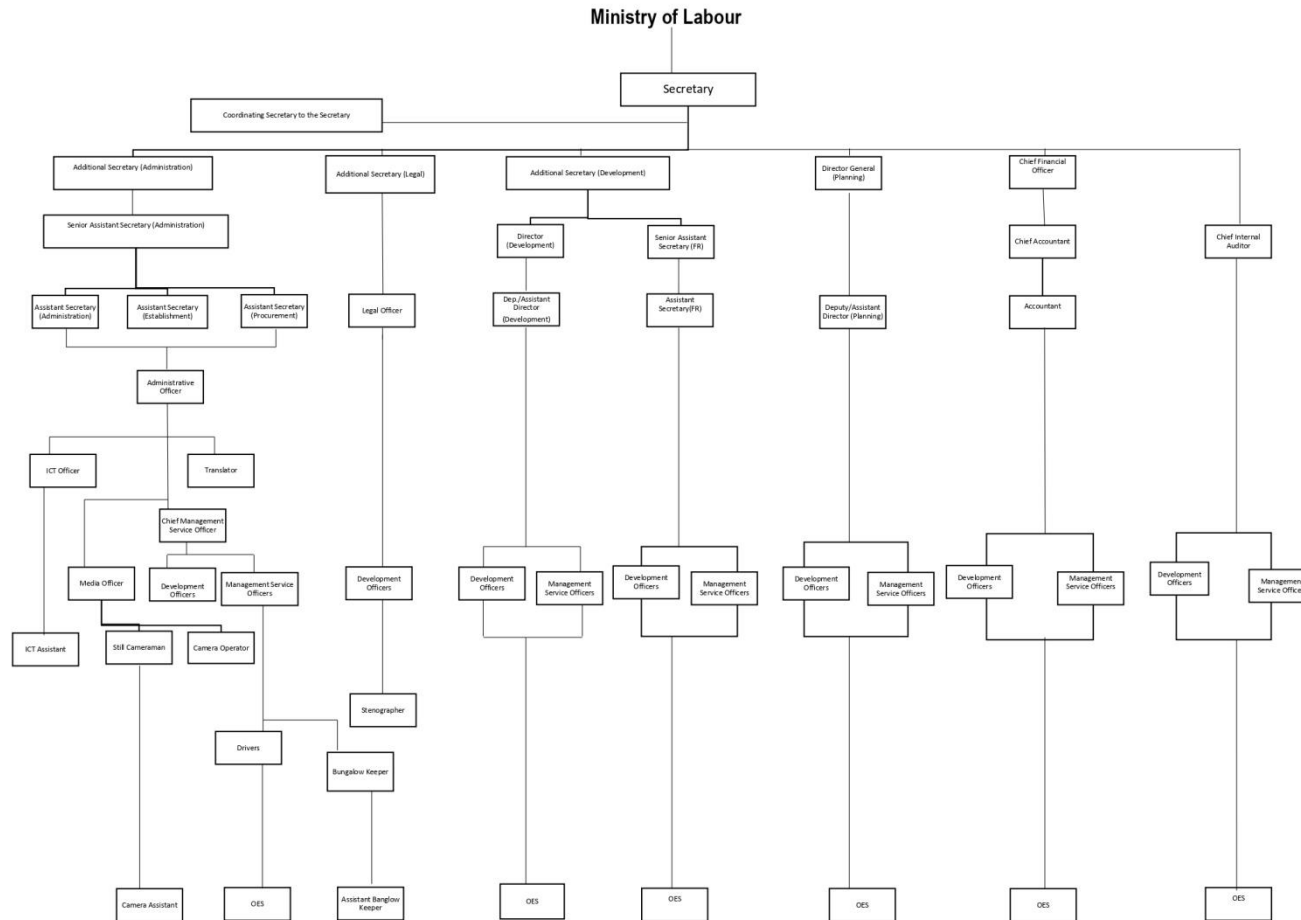 Ministry of Labour
Secretary
Coordinating Secretary to the Secretary
Additional Secretary (Administration)
Additional Secretary (Legal)
Additional Secretary (Development)
Director General
(Planning)
Chief Financial
Officer
Senior Assistant Secretary (Administration)
Director
(Development)
Senior Assistant
Secretary (FR)
Chief Accountant
Chief Internal
Auditor
Assistant Secretary
(Administration)
Assistant Secretary
(Establishment)
Assistant Secretary
(Procurement)
Legal Officer
Dep./Assistant
Director
(Development)
Assistant
Secretary(FR)
Deputy/Assistant
Director (Planning)
Accountant
Administrative
Officer
ICT Officer
Translator
Chief Management
Service Officer
Media Officer
Development
Officers
Management Service
Officers
Development
Officers
Development
Officers
Management
Service Officers
Development
Officers
Management
Service Officers
Development
Officers
Management
Service Officers
Development
Officers
Management
Service Officers
Development
Officers
Management
Service Officers
ICT Assistant
Still Cameraman
Camera Operator
Stenographer
Drivers
Bungalow Keeper
Camera Assistant
OES
Assistant Banglow
Keeper
OES
OES
OES
OES
OES